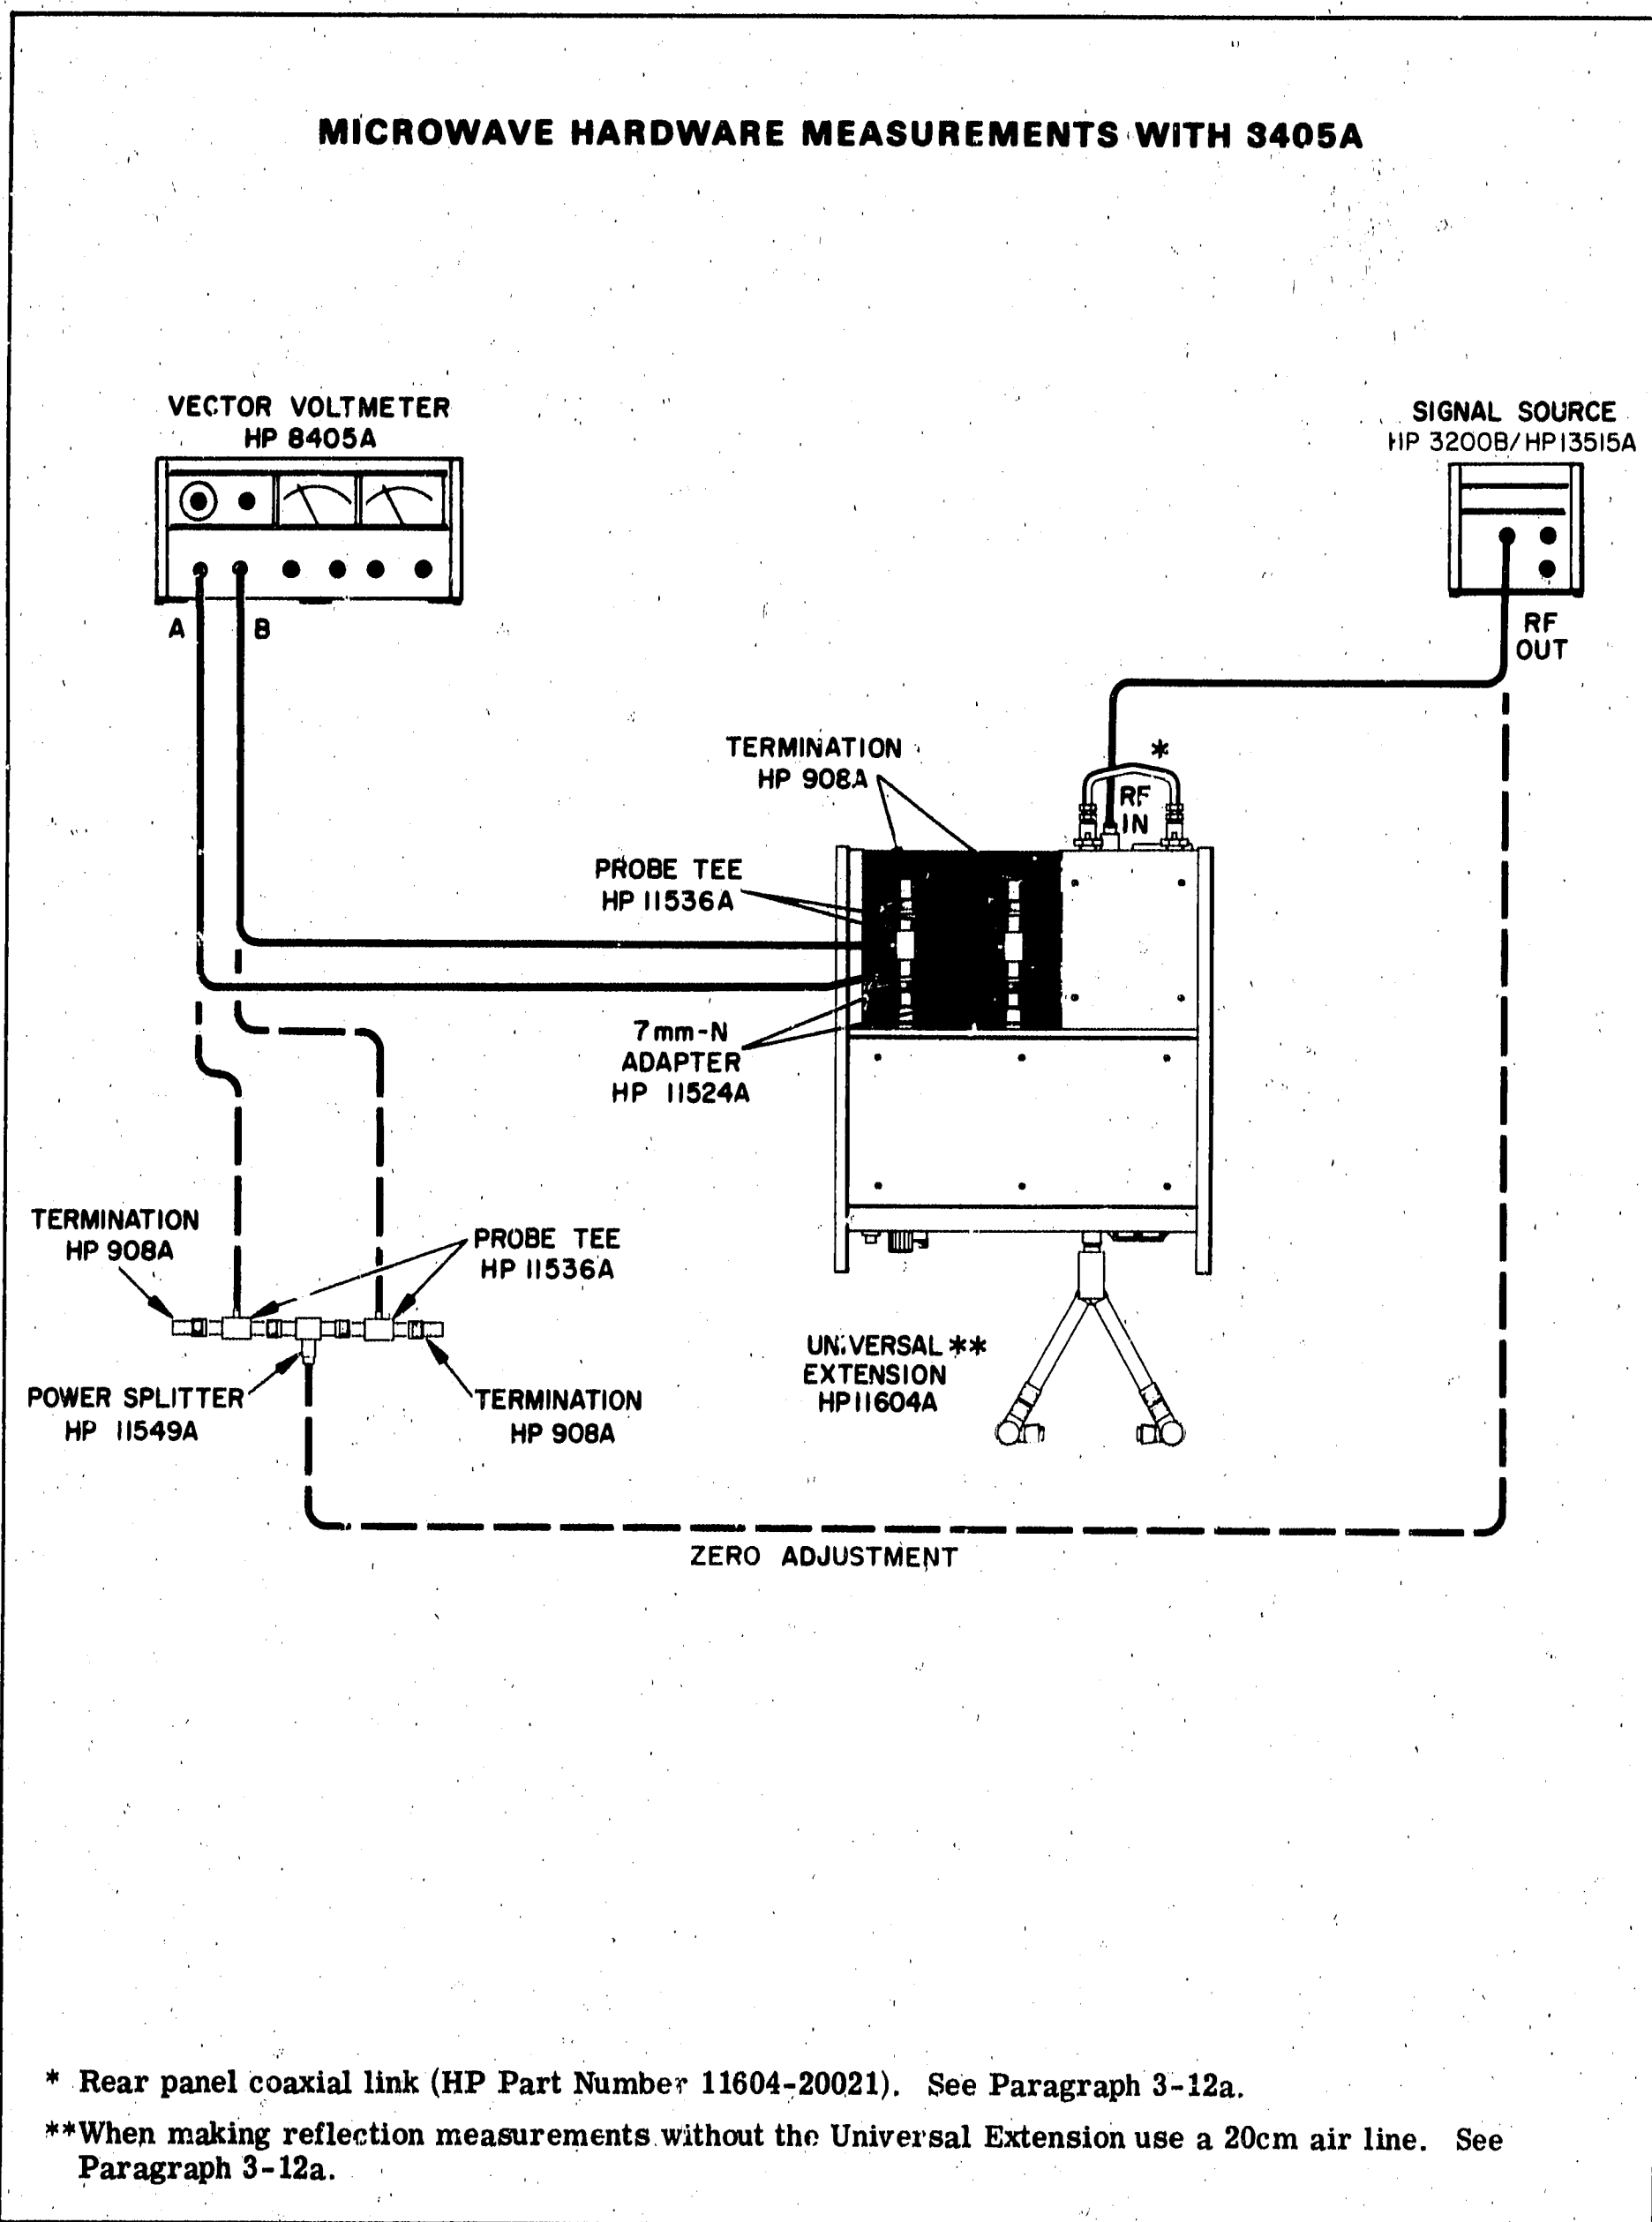 MICROWAVE HARDWARE MEASUREMENTS WITH 3405A
VECTOR VOLTMETER
HP 8405A
SIGNAL SOURCE
HP 3200B/HP13515A
A
B
RF
OUT
TERMINATION
HP 908A
*
RF
IN
PROBE TEE
HP 11536A
7mm-N
ADAPTER
HP 11524A
TERMINATION
HP 908A
PROBE TEE
HP 11536A
UNIVERSAL **
EXTENSION
HP11604A
POWER SPLITTER
HP 11549A
TERMINATION
HP 908A
ZERO ADJUSTMENT
* Rear panel coaxial link (HP Part Number 11604-20021). See Paragraph 3-12a.
**When making reflection measurements without the Universal Extension use a 20cm air line. See
Paragraph 3-12a.